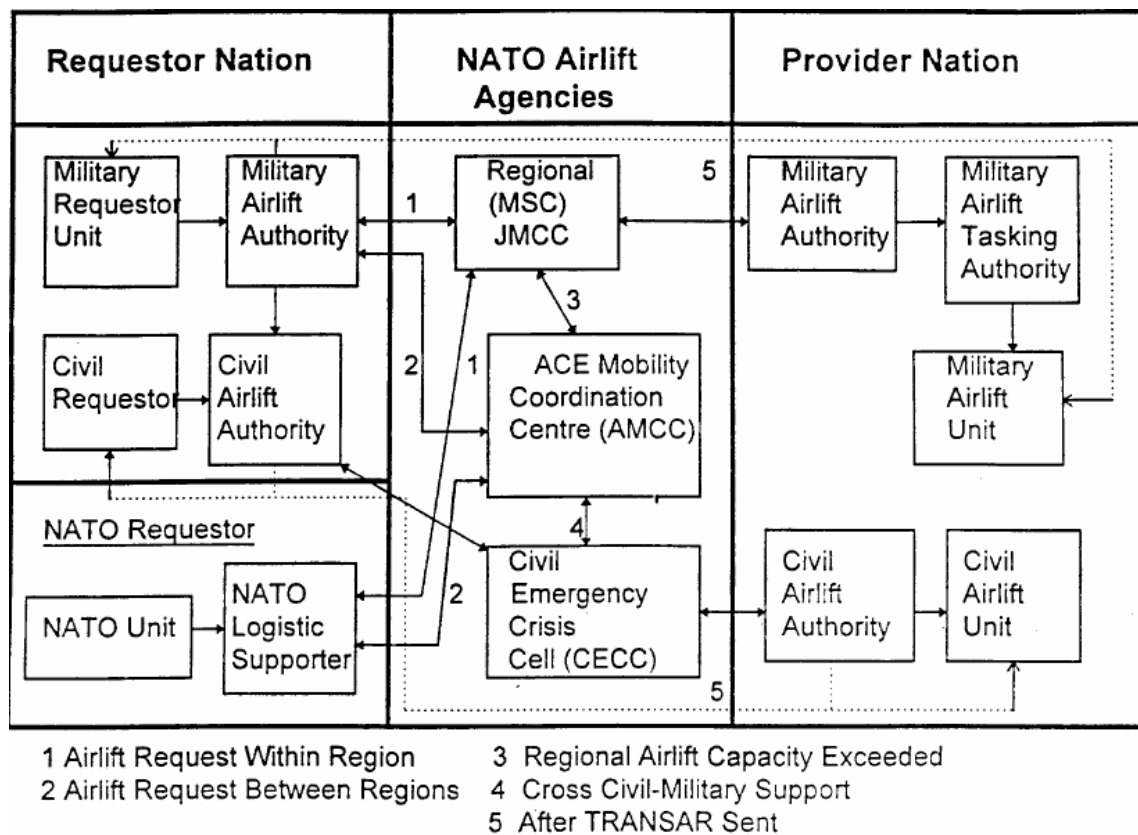 Requestor Nation
NATO Airlift
Agencies
Provider Nation
Military
Requestor
Unit
Military
Airlift
Authority
1
Regional
(MSC)
JMCC
5
Military
Airlift
Authority
Military
Airlift
Tasking
Authority
3
Civil
Requestor
Civil
Airlift
Authority
2
1
ACE Mobility
Coordination
Centre (AMCC)
Military
Airlift
Unit
NATO Requestor
4
NATO Unit
NATO
Logistic
Supporter
2
Civil
Emergency
Crisis
Cell (CECC)
Civil
Airlift
Authority
Civil
Airlift
Unit
5
1 Airlift Request Within Region
2 Airlift Request Between Regions
3 Regional Airlift Capacity Exceeded
4 Cross Civil-Military Support
5 After TRANSAR Sent